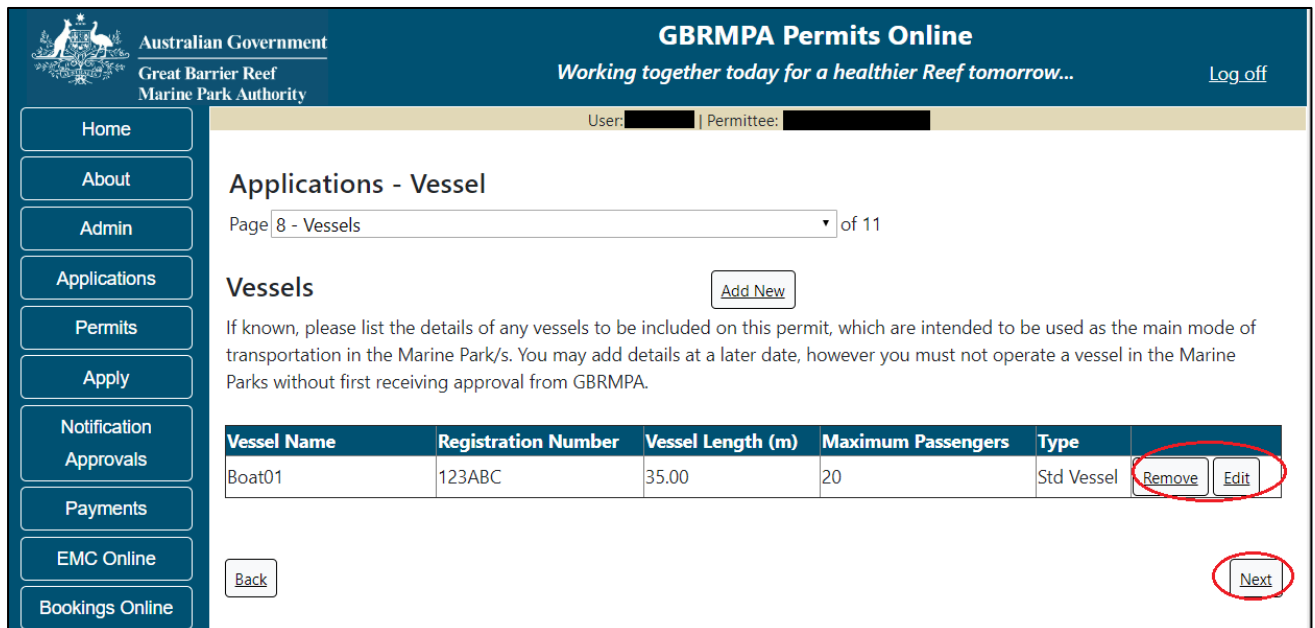 Australian Government
Great Barrier Reef
Marine Park Authority
GBRMPA Permits Online
Working together today for a healthier Reef tomorrow...
Log off
User: | Permittee:
Home
About
Admin
Applications
Permits
Apply
Notification
Approvals
Payments
EMC Online
Bookings Online
Applications - Vessel
Page 8 - Vessels of 11
Vessels Add New
If known, please list the details of any vessels to be included on this permit, which are intended to be used as the main mode of
transportation in the Marine Park/s. You may add details at a later date, however you must not operate a vessel in the Marine
Parks without first receiving approval from GBRMPA.
Vessel Name Registration Number Vessel Length (m) Maximum Passengers Type
Boat01 123ABC 35.00 20 Std Vessel Remove Edit
Back Next